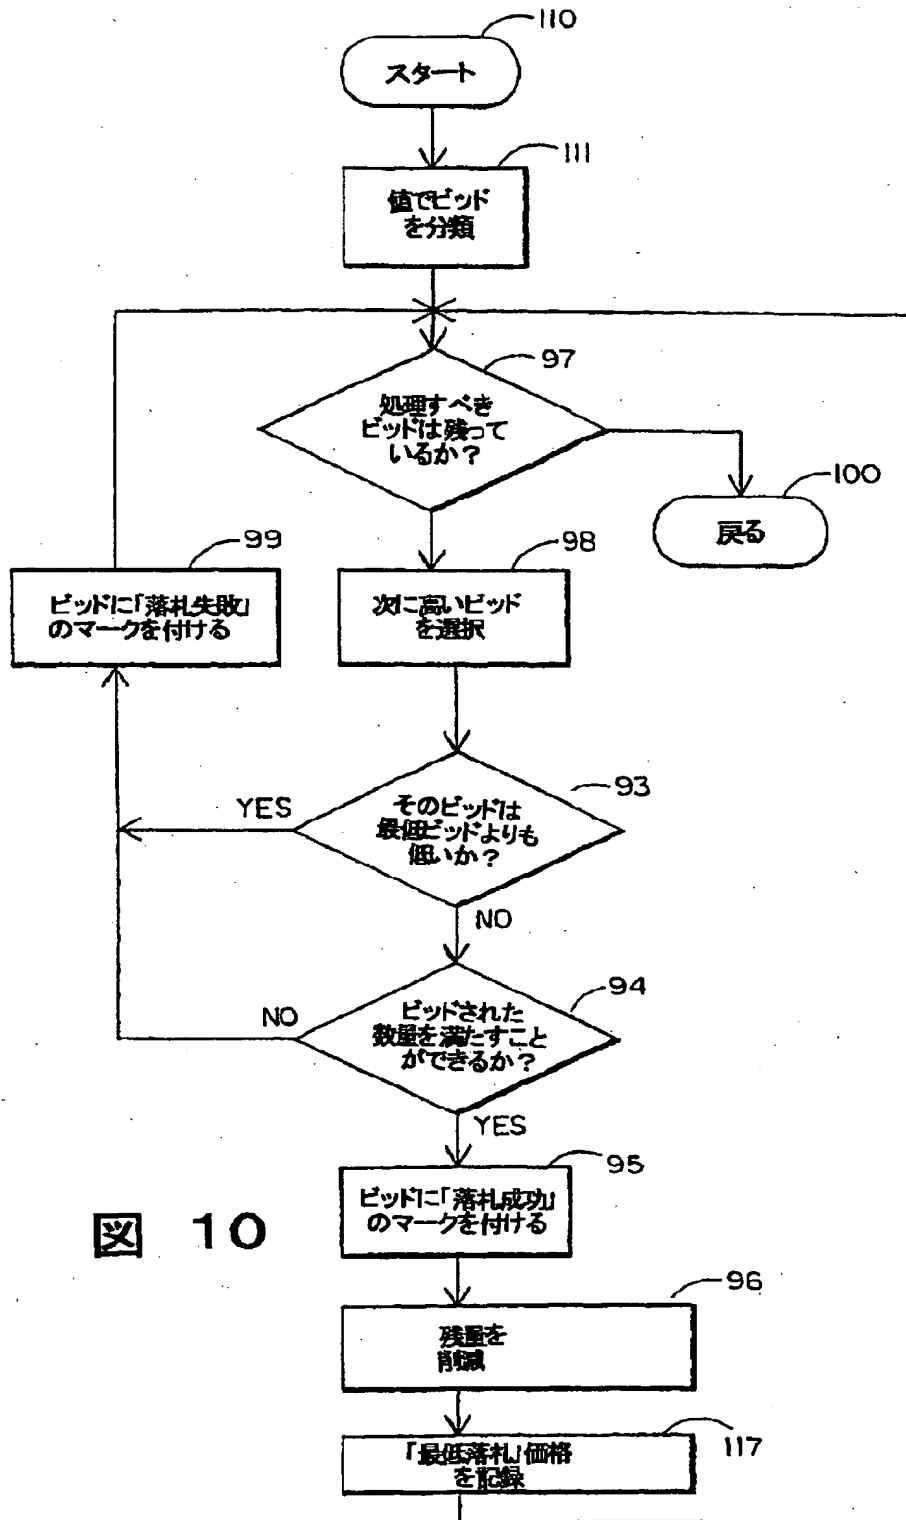 110
スタート
111
値でビッド
を分類
97
処理すべき
ビッドは残って
いるか?
100
戻る
99
ビッドに「落札失敗」
のマークを付ける
98
次に高いビッド
を選択
93
そのビッドは
最低ビッドよりも
低いか?
YES
NO
94
ビッドされた
数量を満たすこと
ができるか?
NO
YES
95
ビッドに「落札成功」
のマークを付ける
図 10
96
残量を
削減
117
「最低落札」価格
を記録